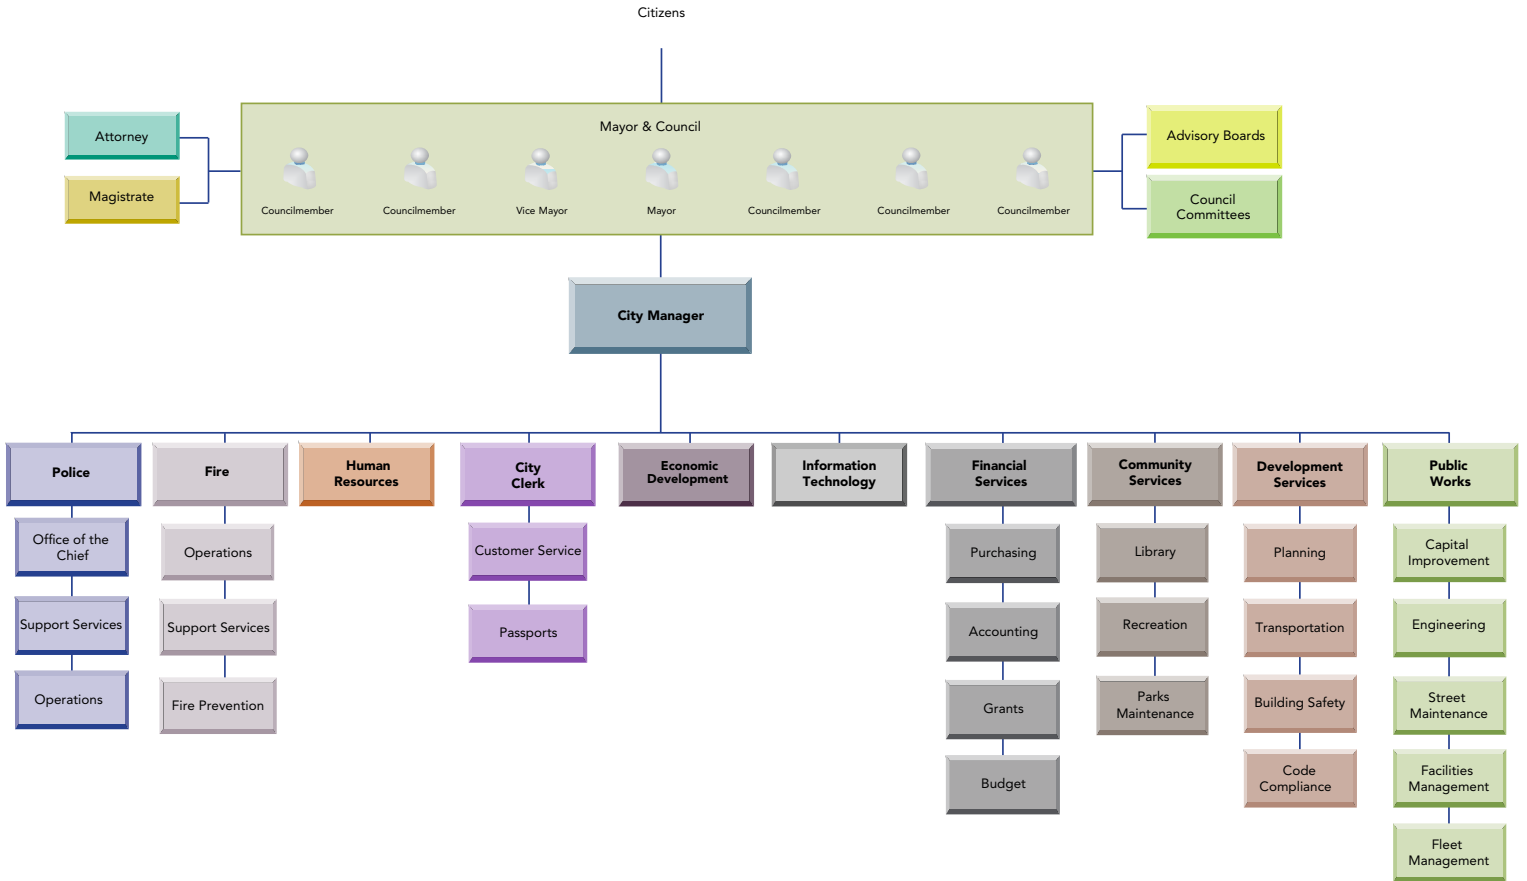 Citizens
Mayor & Council
Attorney
Magistrate
Councilmember
Councilmember
Vice Mayor
Mayor
Councilmember
Councilmember
Councilmember
Advisory Boards
Council
Committees
City Manager
Police
Office of the
Chief
Support Services
Operations
Fire
Operations
Support Services
Fire Prevention
Human
Resources
City
Clerk
Customer Service
Passports
Economic
Development
Information
Technology
Financial
Services
Purchasing
Accounting
Grants
Budget
Community
Services
Library
Recreation
Parks
Maintenance
Development
Services
Planning
Transportation
Building Safety
Code
Compliance
Public
Works
Capital
Improvement
Engineering
Street
Maintenance
Facilities
Management
Fleet
Management